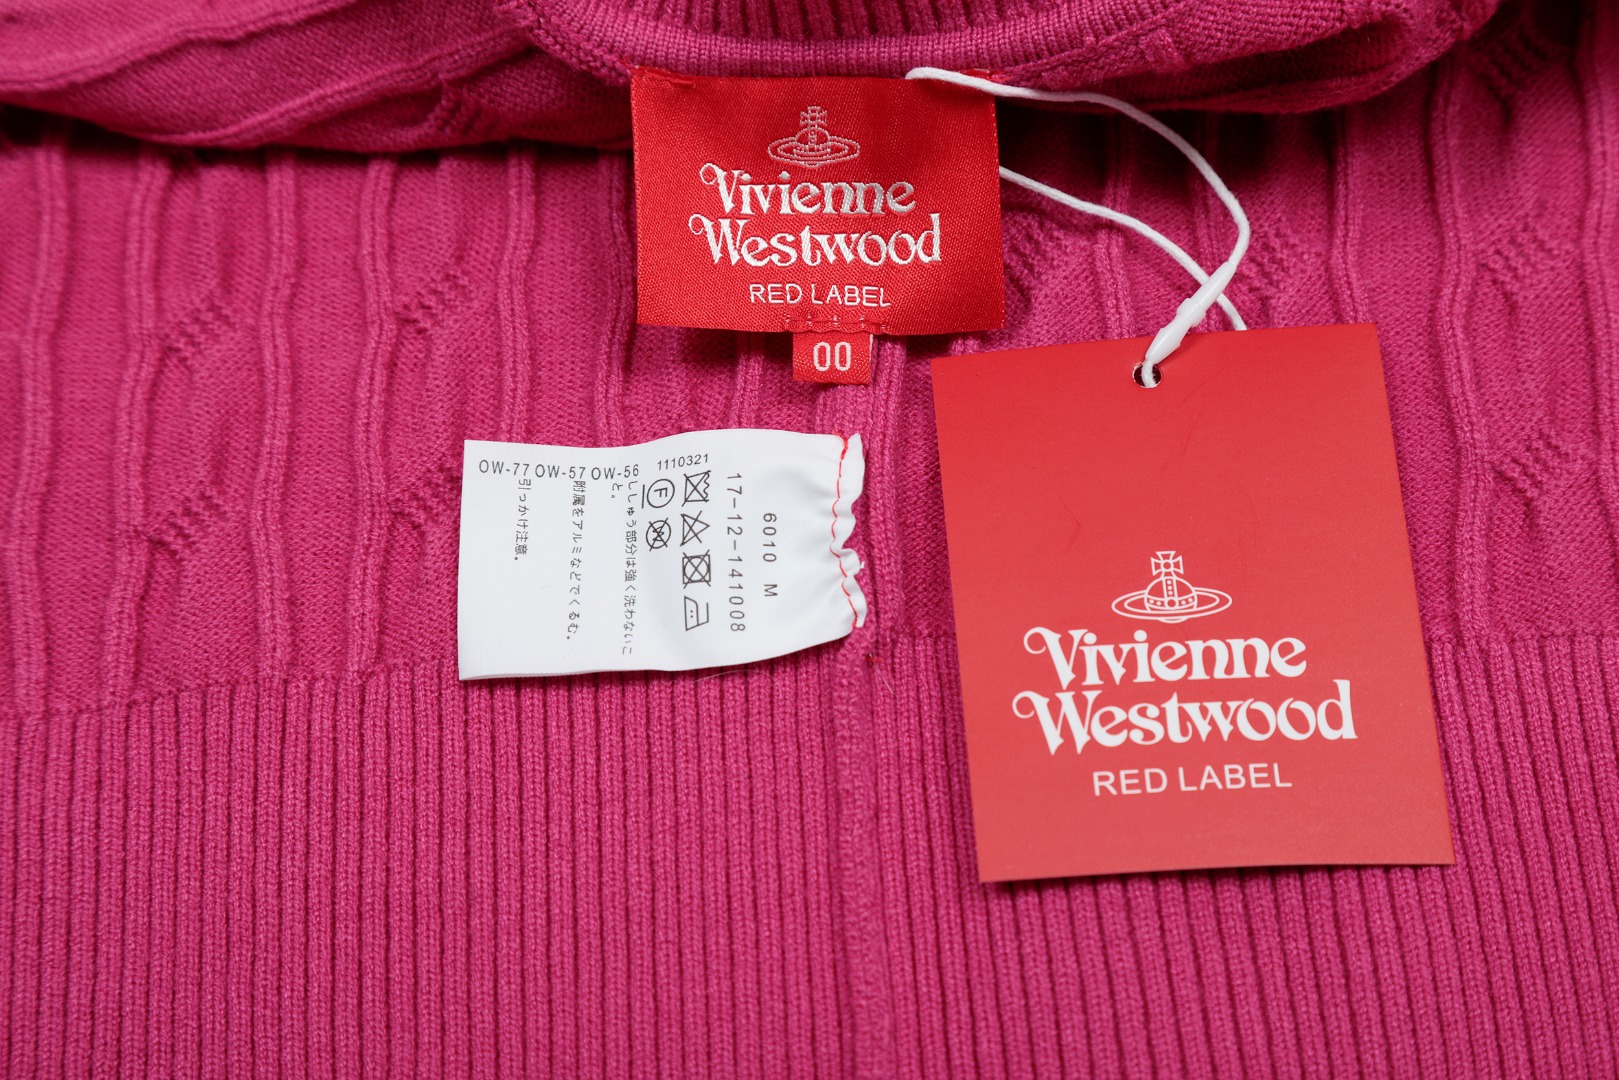 Vivienne
Westwood
RED LABEL
00
6010 M
17-12-141008
1110321
OW-77 OW-57 OW-56
F
W
ししゅう部分は強く洗わないこ
と。
附属をアルミなどでくるむ。
引っかけ注意。
Vivienne
Westwood
RED LABEL